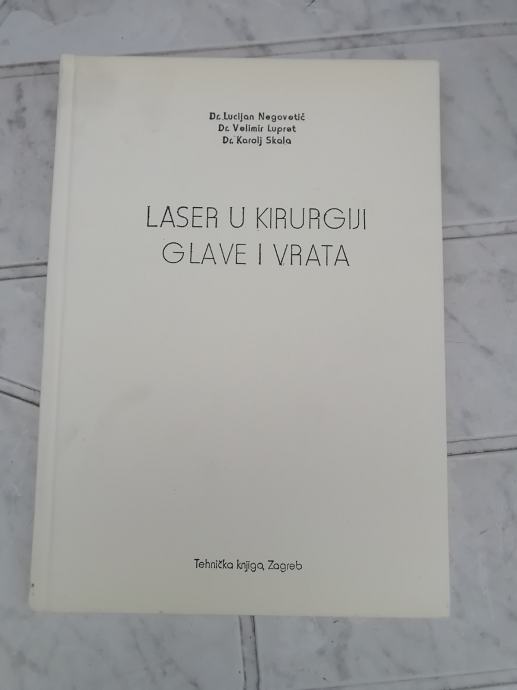 Dr. Lucijan Negovetić
Dr. Velimir Lupret
Dr. Karolj Skala
LASER U KIRURGIJI
GLAVE I VRATA
Tehnička knjiga, Zagreb